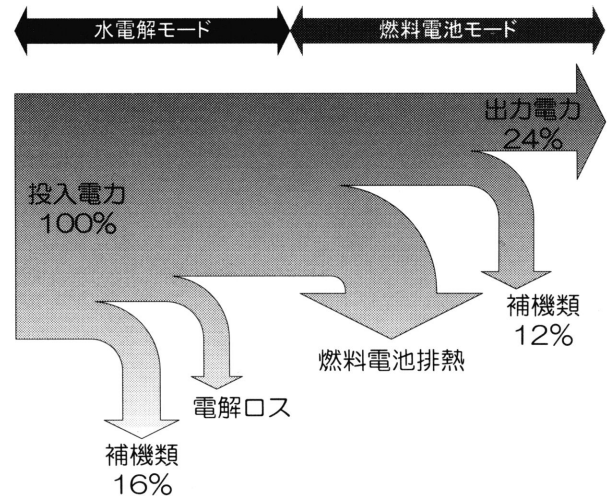 水電解モード
燃料電池モード
出力電力
24%
投入電力
100%
補機類
12%
燃料電池排熱
電解ロス
補機類
16%